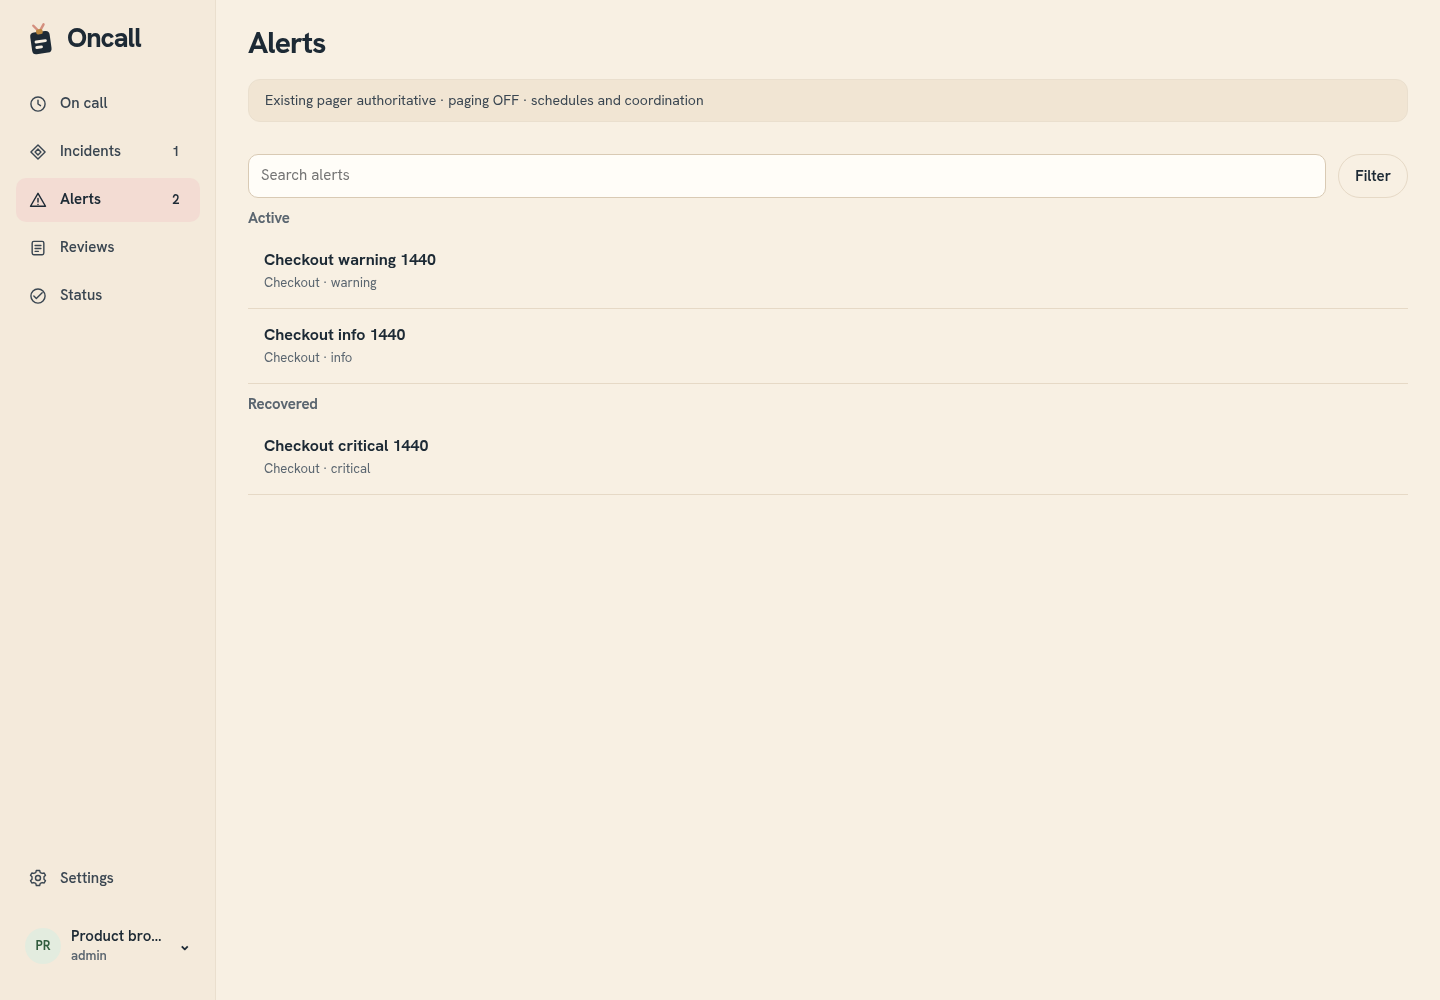 Oncall
On call
Incidents 1
Alerts 2
Reviews
Status
Settings
PR
Product bro...
admin
Alerts
Existing pager authoritative · paging OFF · schedules and coordination
Search alerts
Filter
Active
Checkout warning 1440
Checkout · warning
Checkout info 1440
Checkout · info
Recovered
Checkout critical 1440
Checkout · critical